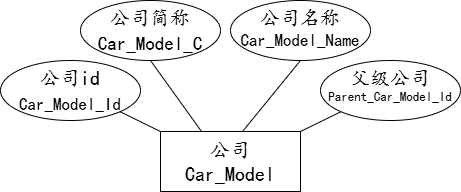 公司简称
Car_Model_C
公司名称
Car_Model_Name
公司id
Car_Model_Id
父级公司
Parent_Car_Model_Id
公司
Car_Model